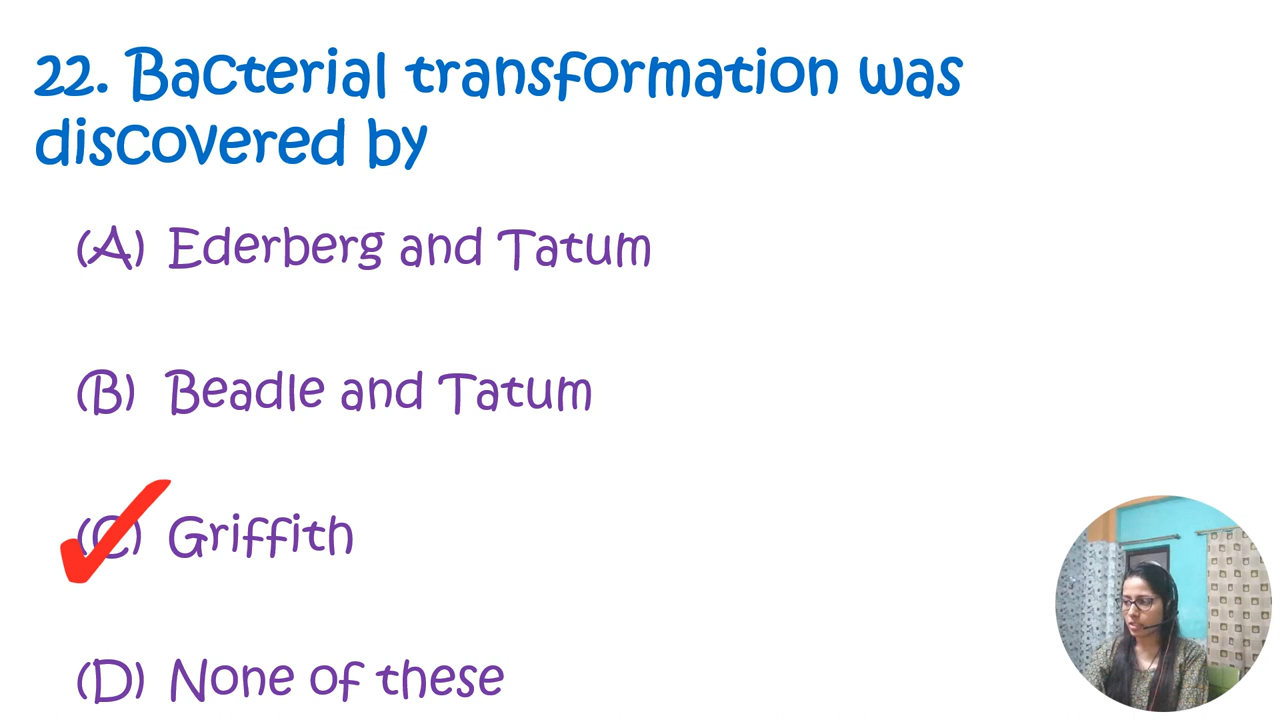 22. Bacterial transformation was
discovered by
(A) Ederberg and Tatum
(B) Beadle and Tatum
(C) Griffith
(D) None of these